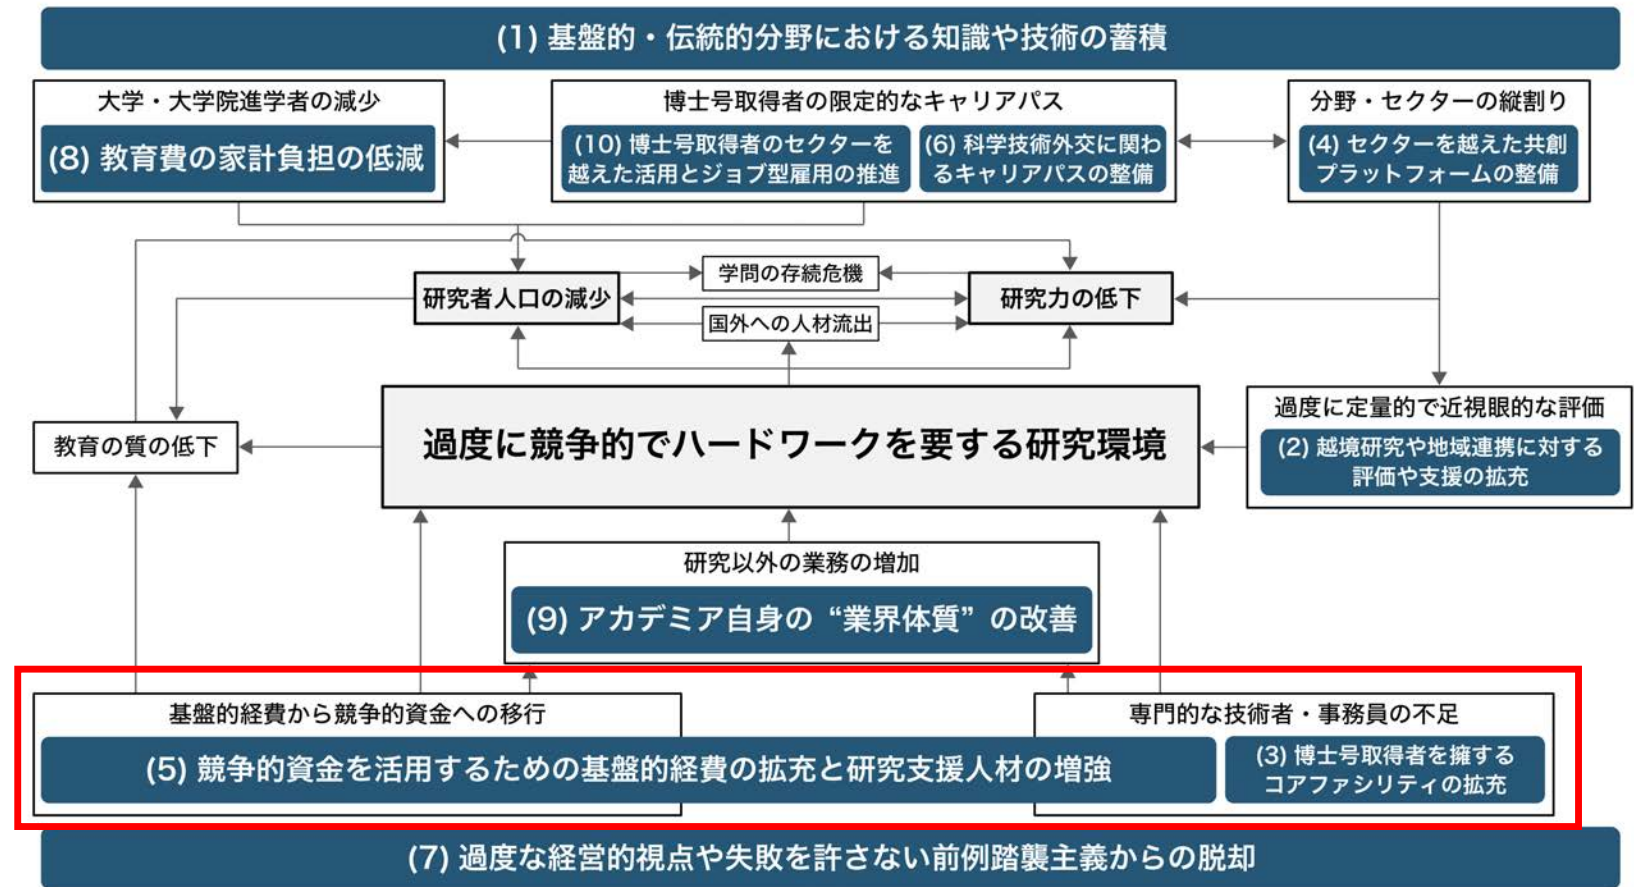 (1) 基盤的・伝統的分野における知識や技術の蓄積
大学・大学院進学者の減少
(8) 教育費の家計負担の低減
博士号取得者の限定的なキャリアパス
(10) 博士号取得者のセクターを
越えた活用とジョブ型雇用の推進
(6) 科学技術外交に関わ
るキャリアパスの整備
分野・セクターの縦割り
(4) セクターを越えた共創
プラットフォームの整備
学問の存続危機
研究者人口の減少
研究力の低下
国外への人材流出
過度に定量的で近視眼的な評価
(2) 越境研究や地域連携に対する
評価や支援の拡充
教育の質の低下
過度に競争的でハードワークを要する研究環境
研究以外の業務の増加
(9) アカデミア自身の“業界体質”の改善
基盤的経費から競争的資金への移行
専門的な技術者・事務員の不足
(5) 競争的資金を活用するための基盤的経費の拡充と研究支援人材の増強
(3) 博士号取得者を擁する
コアファシリティの拡充
(7) 過度な経営的視点や失敗を許さない前例踏襲主義からの脱却